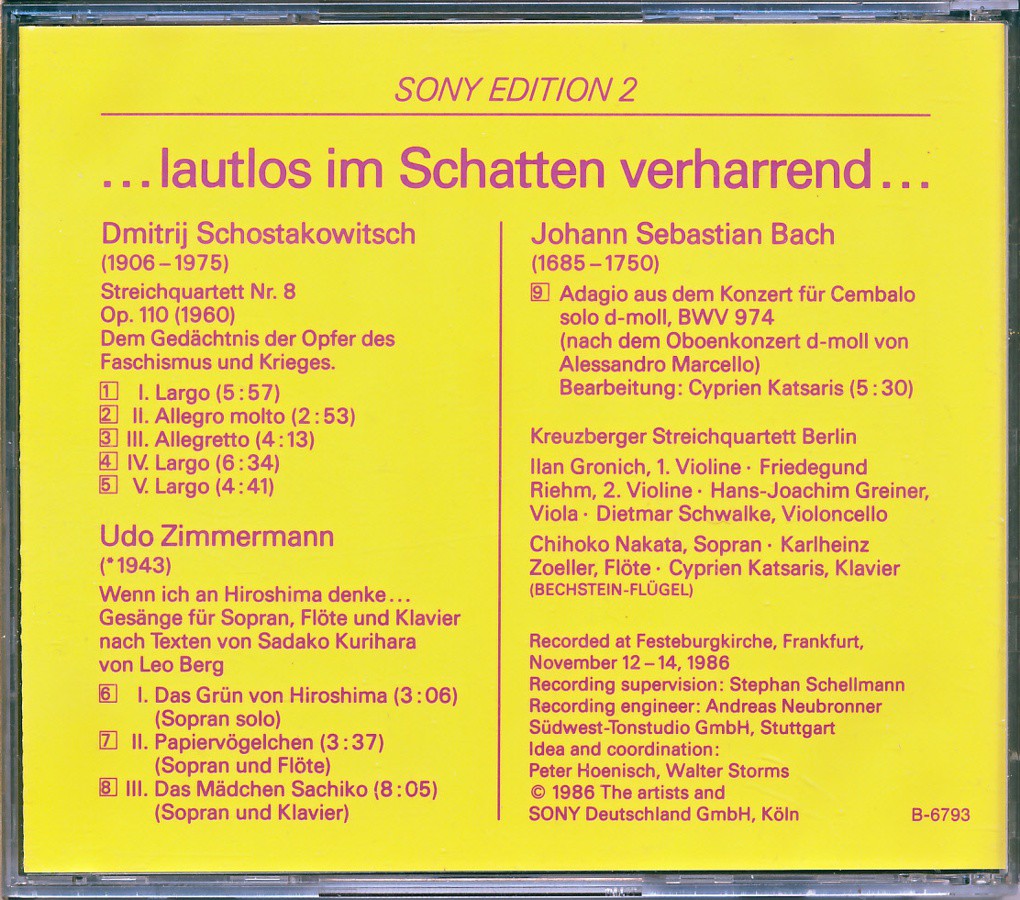 SONY EDITION 2
...lautlos im Schatten verharrend...
Dmitrij Schostakowitsch
(1906–1975)
Streichquartett Nr. 8
Op. 110 (1960)
Dem Gedächtnis der Opfer des
Faschismus und Krieges.
1 I. Largo (5:57)
2 II. Allegro molto (2:53)
3 III. Allegretto (4:13)
4 IV. Largo (6:34)
5 V. Largo (4:41)
Udo Zimmermann
(*1943)
Wenn ich an Hiroshima denke...
Gesänge für Sopran, Flöte und Klavier
nach Texten von Sadako Kurihara
von Leo Berg
6 I. Das Grün von Hiroshima (3:06)
(Sopran solo)
7 II. Papiervögelchen (3:37)
(Sopran und Flöte)
8 III. Das Mädchen Sachiko (8:05)
(Sopran und Klavier)
Johann Sebastian Bach
(1685–1750)
9 Adagio aus dem Konzert für Cembalo
solo d-moll, BWV 974
(nach dem Oboenkonzert d-moll von
Alessandro Marcello)
Bearbeitung: Cyprien Katsaris (5:30)
Kreuzberger Streichquartett Berlin
Ilan Gronich, 1. Violine · Friedegund
Riehm, 2. Violine · Hans-Joachim Greiner,
Viola · Dietmar Schwalke, Violoncello
Chihoko Nakata, Sopran · Karlheinz
Zoeller, Flöte · Cyprien Katsaris, Klavier
(BECHSTEIN-FLÜGEL)
Recorded at Festeburgkirche, Frankfurt,
November 12–14, 1986
Recording supervision: Stephan Schellmann
Recording engineer: Andreas Neubronner
Südwest-Tonstudio GmbH, Stuttgart
Idea and coordination:
Peter Hoenisch, Walter Storms
© 1986 The artists and
SONY Deutschland GmbH, Köln
B-6793